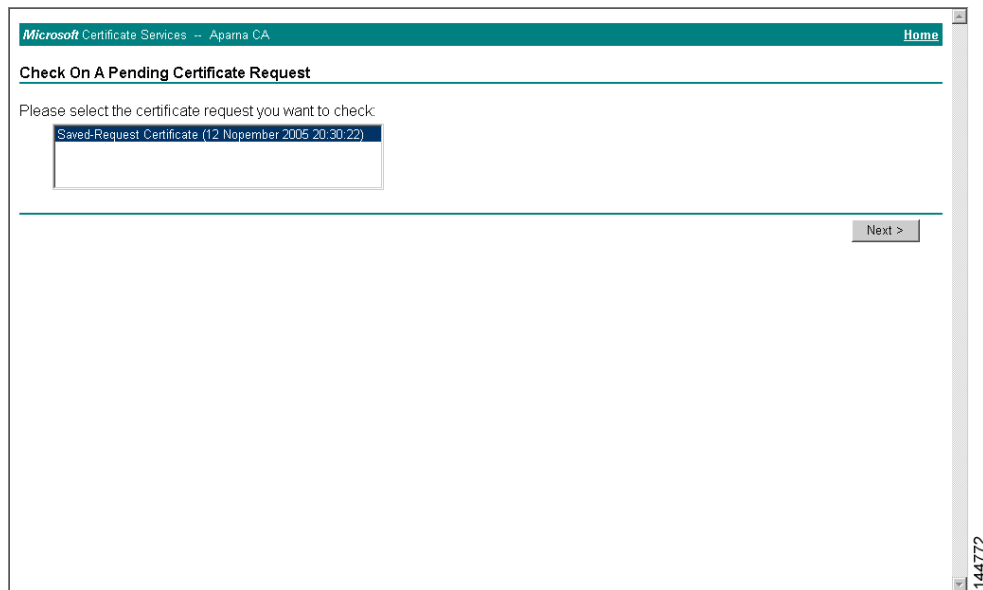 Microsoft Certificate Services -- Aparna CA Home
Check On A Pending Certificate Request
Please select the certificate request you want to check:
Saved-Request Certificate (12 Nopember 2005 20:30:22)
Next >
144772